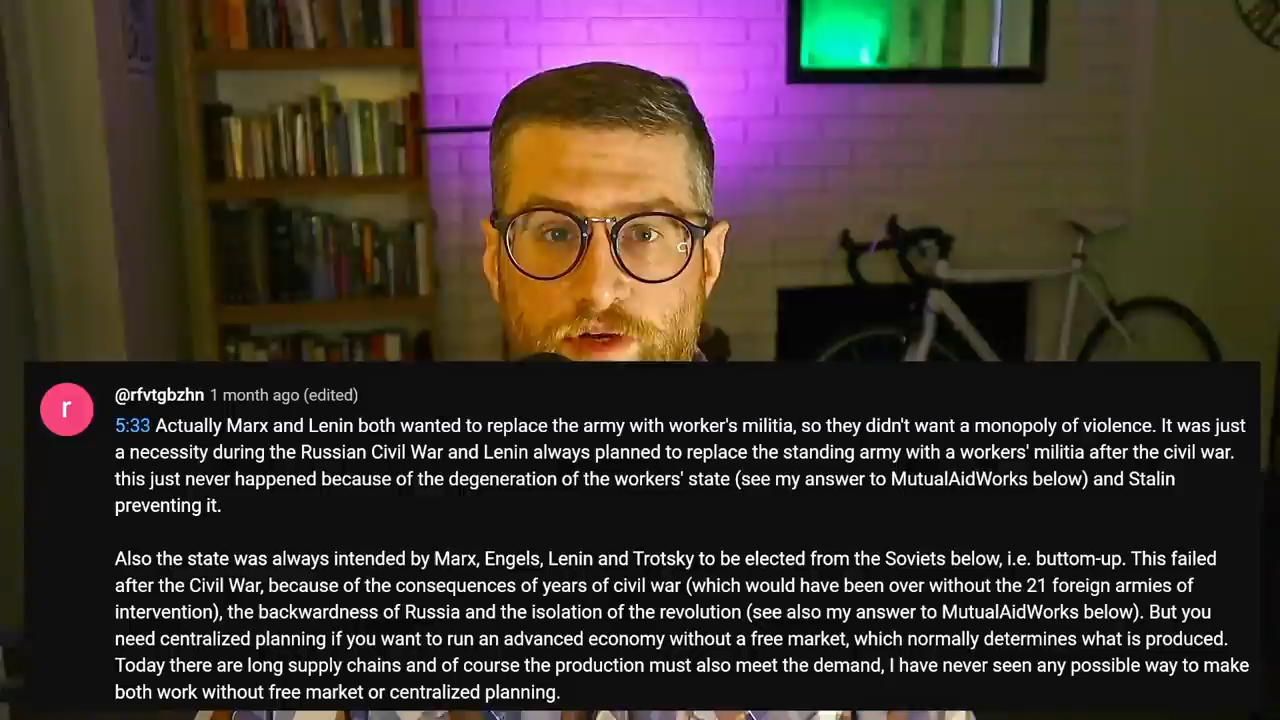 r
@rfvtgbzhn 1 month ago (edited)
5:33 Actually Marx and Lenin both wanted to replace the army with worker's militia, so they didn't want a monopoly of violence. It was just
a necessity during the Russian Civil War and Lenin always planned to replace the standing army with a workers' militia after the civil war.
this just never happened because of the degeneration of the workers' state (see my answer to MutualAidWorks below) and Stalin
preventing it.
Also the state was always intended by Marx, Engels, Lenin and Trotsky to be elected from the Soviets below, i.e. buttom-up. This failed
after the Civil War, because of the consequences of years of civil war (which would have been over without the 21 foreign armies of
intervention), the backwardness of Russia and the isolation of the revolution (see also my answer to MutualAidWorks below). But you
need centralized planning if you want to run an advanced economy without a free market, which normally determines what is produced.
Today there are long supply chains and of course the production must also meet the demand, I have never seen any possible way to make
both work without free market or centralized planning.